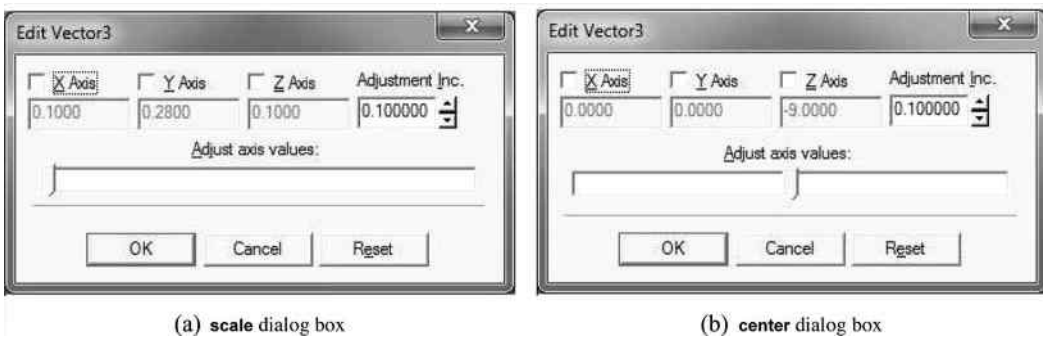 Edit Vector3
X
X Axis
Y Axis
Z Axis
Adjustment Inc.
0.1000
0.2800
0.1000
0.100000
Adjust axis values:
OK
Cancel
Reset
(a) scale dialog box
Edit Vector3
X
X Axis
Y Axis
Z Axis
Adjustment Inc.
0.0000
0.0000
-9.0000
0.100000
Adjust axis values:
OK
Cancel
Reset
(b) center dialog box